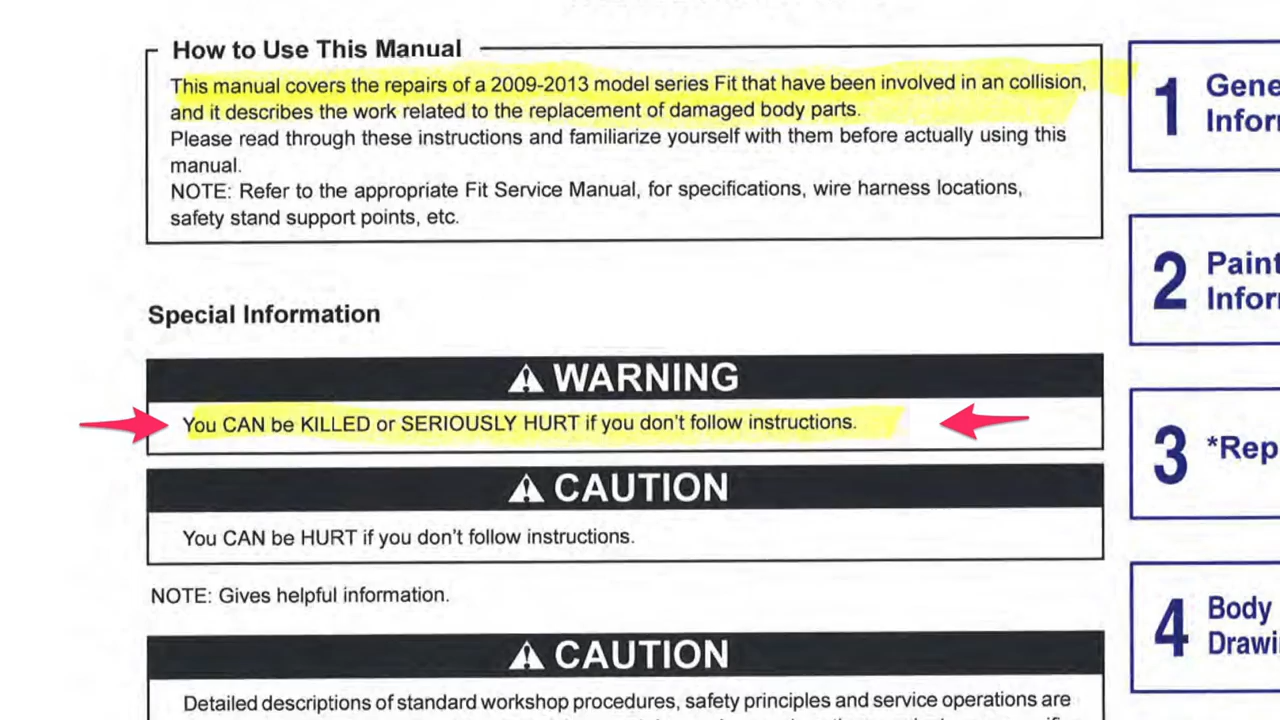 How to Use This Manual
This manual covers the repairs of a 2009-2013 model series Fit that have been involved in an collision,
and it describes the work related to the replacement of damaged body parts.
Please read through these instructions and familiarize yourself with them before actually using this
manual.
NOTE: Refer to the appropriate Fit Service Manual, for specifications, wire harness locations,
safety stand support points, etc.
Special Information
WARNING
You CAN be KILLED or SERIOUSLY HURT if you don't follow instructions.
CAUTION
You CAN be HURT if you don't follow instructions.
NOTE: Gives helpful information.
CAUTION
Detailed descriptions of standard workshop procedures, safety principles and service operations are
1
Gene
Infor
2
Paint
Infor
3
*Rep
4
Body
Drawi